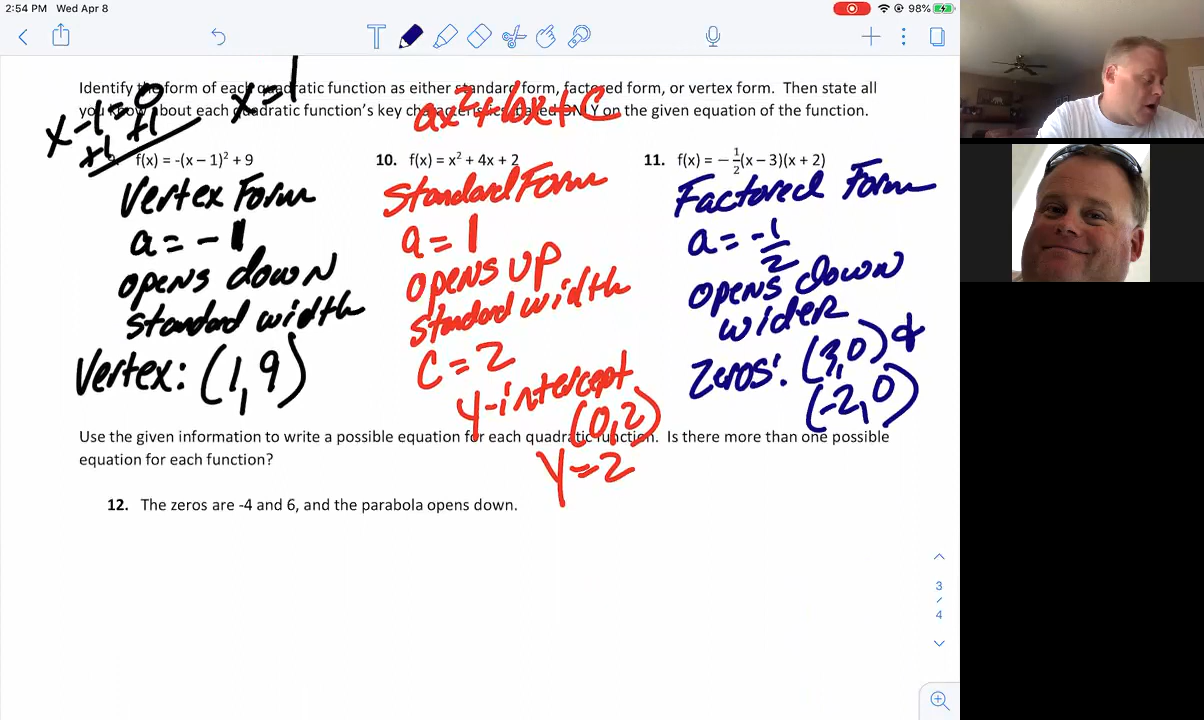 2:54 PM Wed Apr 8
98%
Identify the form of each quadratic function as either standard form, factored form, or vertex form. Then state all
you know about each quadratic function's key characteristics, based ONLY on the given equation of the function.
x - 1 = 0
+1 +1
x = 1
ax² + bx + c
f(x) = -(x – 1)² + 9
Vertex Form
a = -1
opens down
standard width
Vertex: (1, 9)
10. f(x) = x² + 4x + 2
Standard Form
a = 1
opens up
standard width
c = 2
y-intercept
(0, 2)
y = 2
11. f(x) = –½(x – 3)(x + 2)
Factored Form
a = -1/2
opens down
wider
Zeros: (3,0) &
(-2, 0)
Use the given information to write a possible equation for each quadratic function. Is there more than one possible
equation for each function?
12. The zeros are -4 and 6, and the parabola opens down.
3
/
4